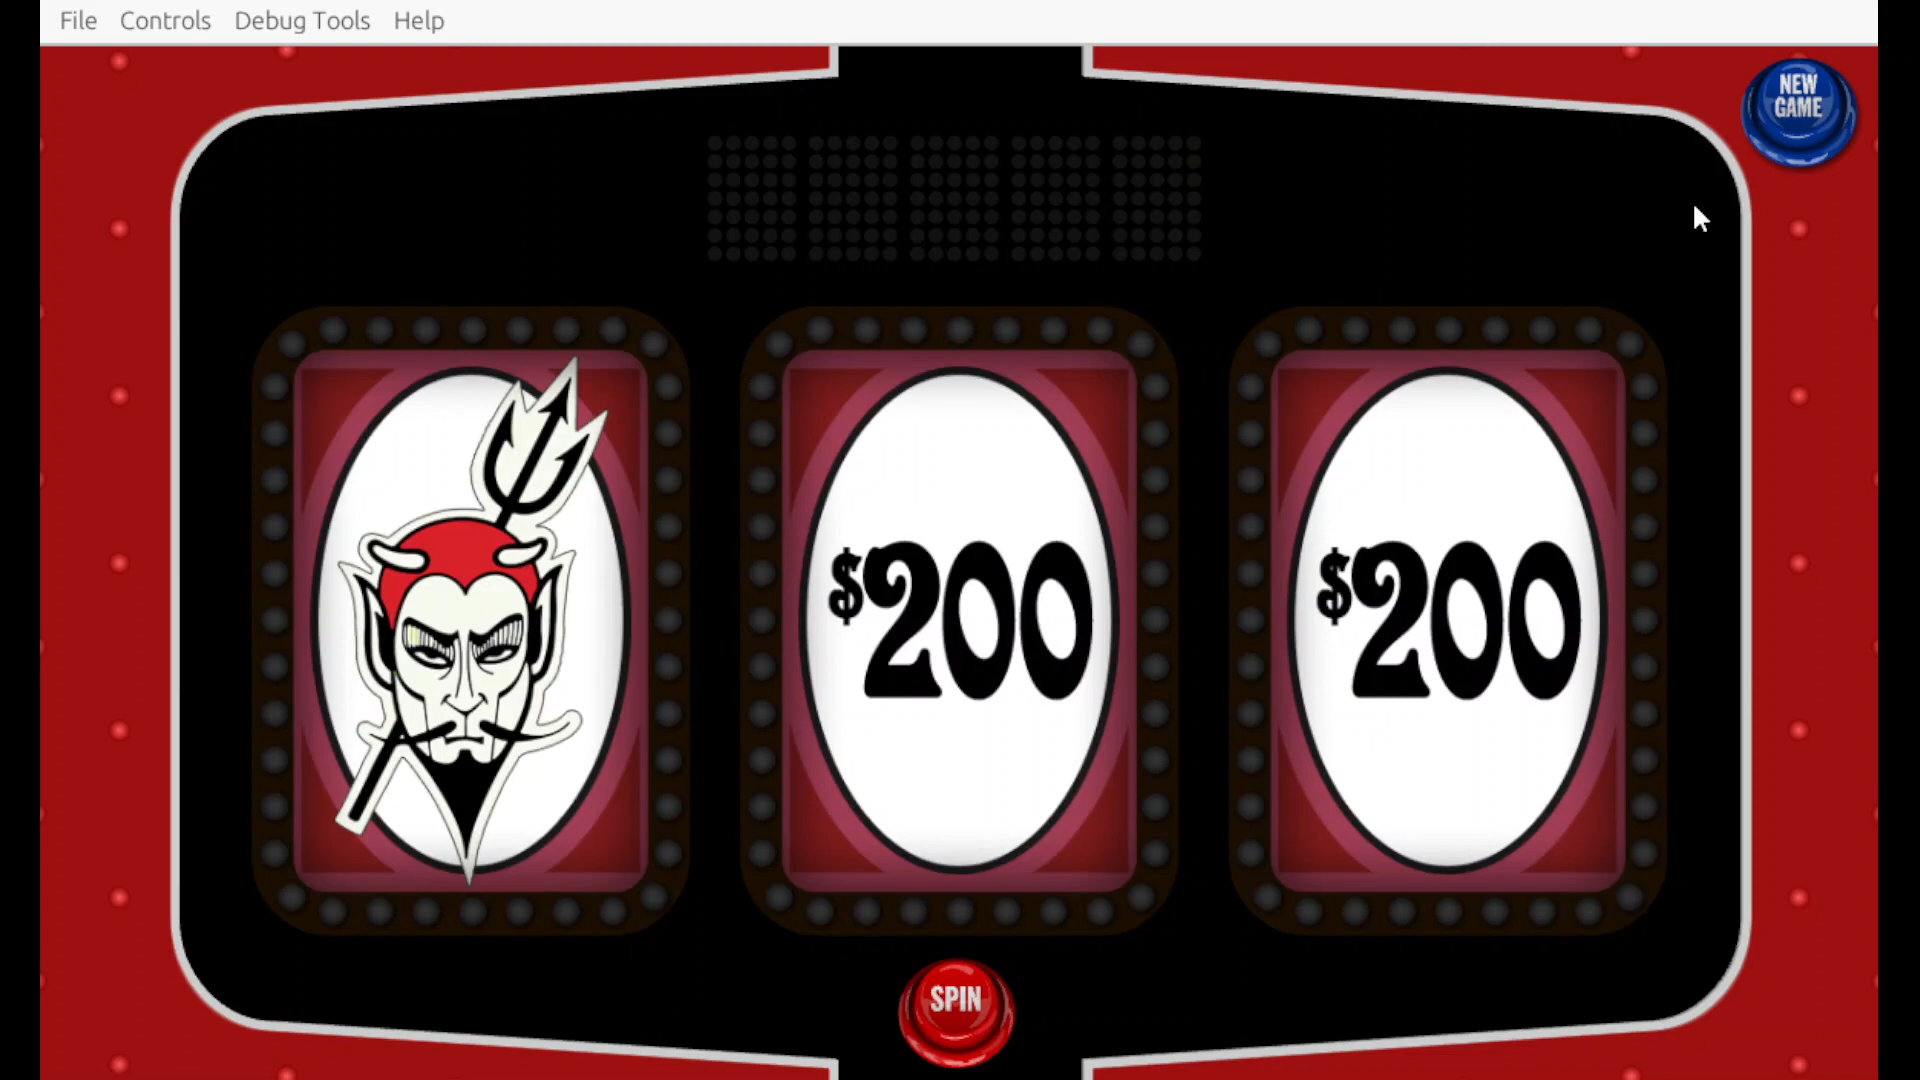 File Controls Debug Tools Help
NEW
GAME
$200 $200
SPIN